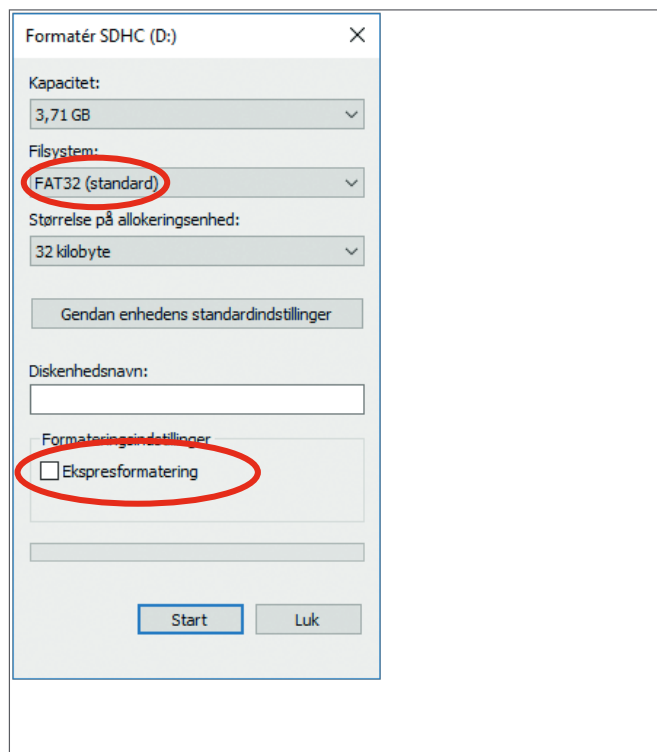 Formatér SDHC (D:)
Kapacitet:
3,71 GB
Filsystem:
FAT32 (standard)
Størrelse på allokeringsenhed:
32 kilobyte
Gendan enhedens standardindstillinger
Diskenhedsnavn:
Formateringsindstillinger
Ekspresformatering
Start
Luk